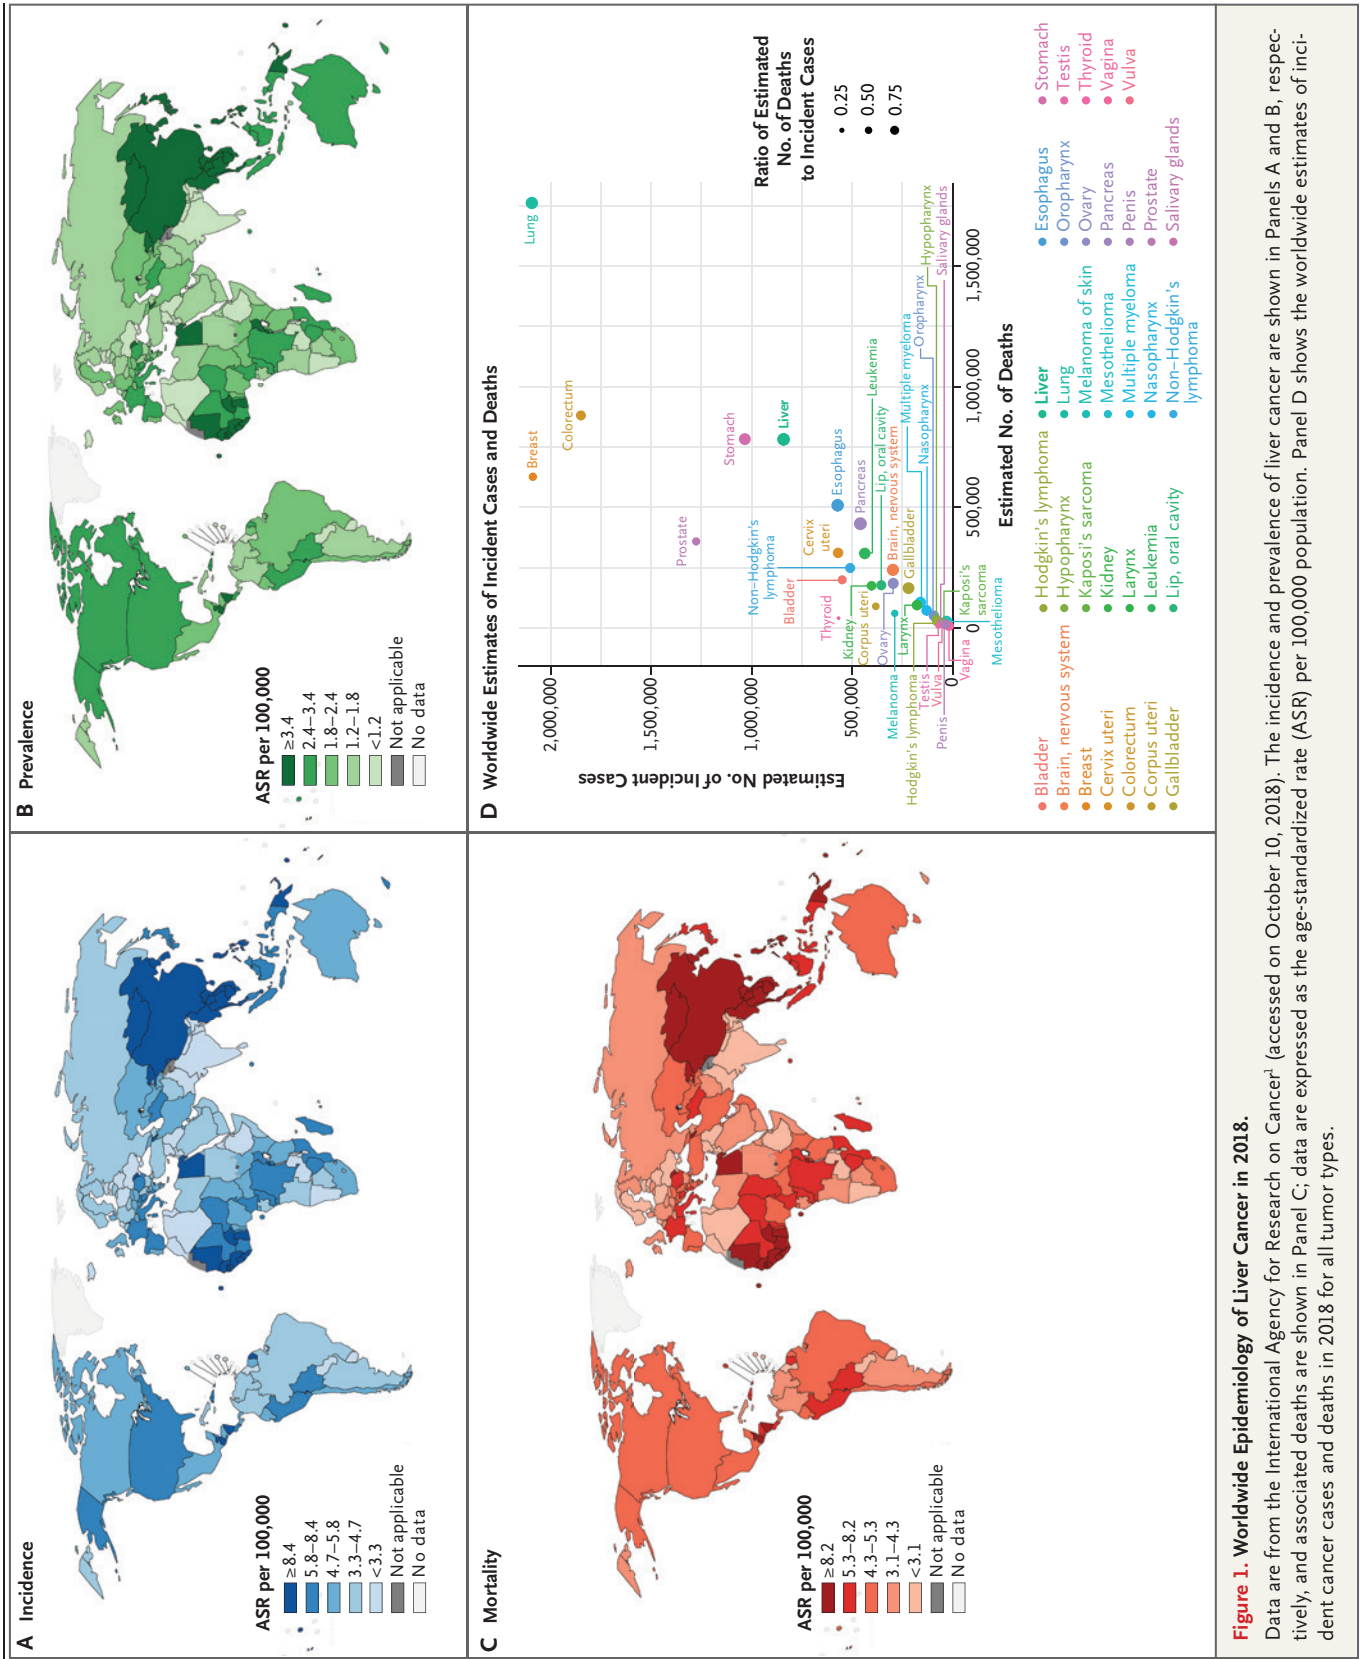 A Incidence
ASR per 100,000
≥8.4
5.8–8.4
4.7–5.8
3.3–4.7
<3.3
Not applicable
No data
B Prevalence
ASR per 100,000
≥3.4
2.4–3.4
1.8–2.4
1.2–1.8
<1.2
Not applicable
No data
C Mortality
ASR per 100,000
≥8.2
5.3–8.2
4.3–5.3
3.1–4.3
<3.1
Not applicable
No data
D Worldwide Estimates of Incident Cases and Deaths
Estimated No. of Incident Cases
2,000,000
1,500,000
1,000,000
500,000
0
Breast
Lung
Colorectum
Prostate
Stomach
Liver
Non–Hodgkin's
lymphoma
Bladder
Thyroid
Cervix
uteri
Esophagus
Pancreas
Kidney
Corpus uteri
Ovary
Leukemia
Lip, oral cavity
Brain, nervous system
Gallbladder
Melanoma
Larynx
Multiple myeloma
Nasopharynx
Oropharynx
Hypopharynx
Salivary glands
Hodgkin's lymphoma
Testis
Vulva
Penis
Vagina
Kaposi's
sarcoma
Mesothelioma
0
500,000
1,000,000
1,500,000
Estimated No. of Deaths
Ratio of Estimated
No. of Deaths
to Incident Cases
0.25
0.50
0.75
Bladder
Brain, nervous system
Breast
Cervix uteri
Colorectum
Corpus uteri
Gallbladder
Hodgkin's lymphoma
Hypopharynx
Kaposi's sarcoma
Kidney
Larynx
Leukemia
Lip, oral cavity
Liver
Lung
Melanoma of skin
Mesothelioma
Multiple myeloma
Nasopharynx
Non–Hodgkin's
lymphoma
Esophagus
Oropharynx
Ovary
Pancreas
Penis
Prostate
Salivary glands
Stomach
Testis
Thyroid
Vagina
Vulva
Figure 1. Worldwide Epidemiology of Liver Cancer in 2018.
Data are from the International Agency for Research on Cancer¹ (accessed on October 10, 2018). The incidence and prevalence of liver cancer are shown in Panels A and B, respec-
tively, and associated deaths are shown in Panel C; data are expressed as the age-standardized rate (ASR) per 100,000 population. Panel D shows the worldwide estimates of inci-
dent cancer cases and deaths in 2018 for all tumor types.